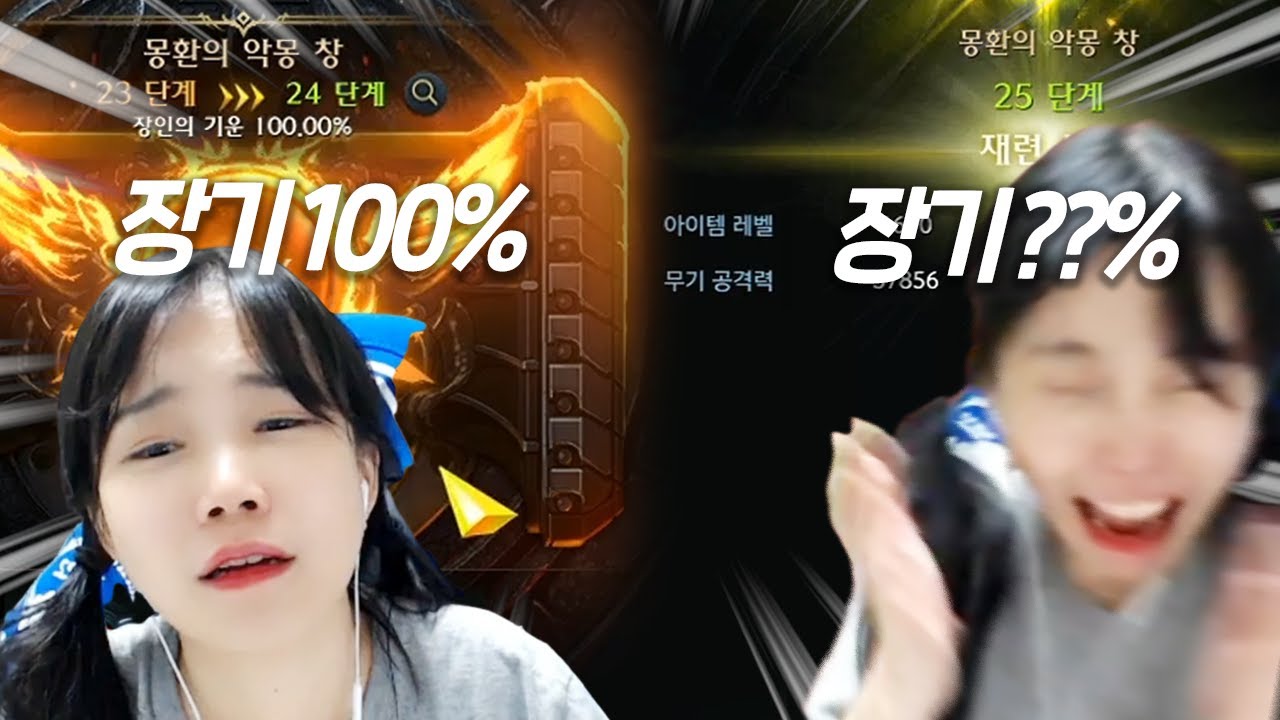 몽환의 악몽 창
23 단계 24 단계
장인의 기운 100.00%
장기100%
몽환의 악몽 창
25 단계
재련
아이템 레벨
무기 공격력
장기??%